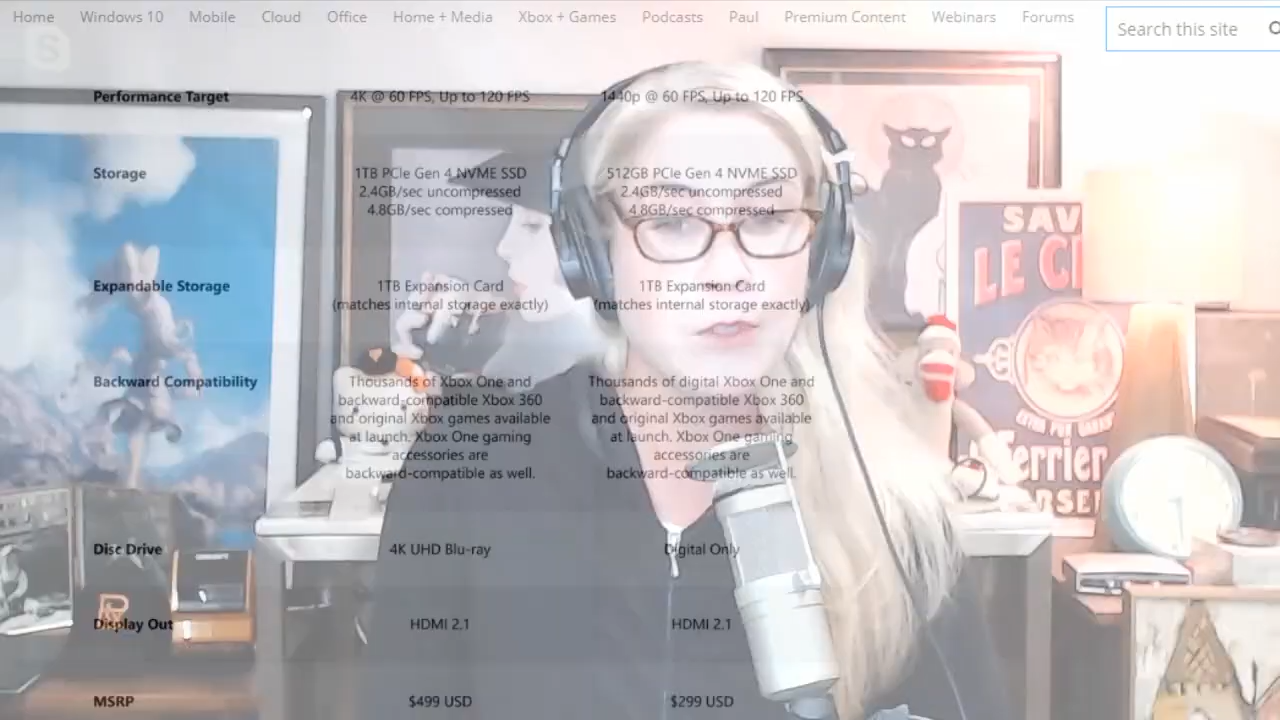 Home Windows 10 Mobile Cloud Office Home + Media Xbox + Games Podcasts Paul Premium Content Webinars Forums
Search this site
S
Performance Target 4K @ 60 FPS, Up to 120 FPS 1440p @ 60 FPS, Up to 120 FPS
Storage 1TB PCIe Gen 4 NVME SSD 512GB PCIe Gen 4 NVME SSD
2.4GB/sec uncompressed 2.4GB/sec uncompressed
4.8GB/sec compressed 4.8GB/sec compressed
SAV
LE C
Expandable Storage 1TB Expansion Card 1TB Expansion Card
(matches internal storage exactly) (matches internal storage exactly)
Backward Compatibility Thousands of Xbox One and Thousands of digital Xbox One and
backward-compatible Xbox 360 backward-compatible Xbox 360
and original Xbox games available and original Xbox games available
at launch. Xbox One gaming at launch. Xbox One gaming
accessories are accessories are
backward-compatible as well. backward-compatible as well.
Terrier
Disc Drive 4K UHD Blu-ray Digital Only
Display Out HDMI 2.1 HDMI 2.1
MSRP $499 USD $299 USD